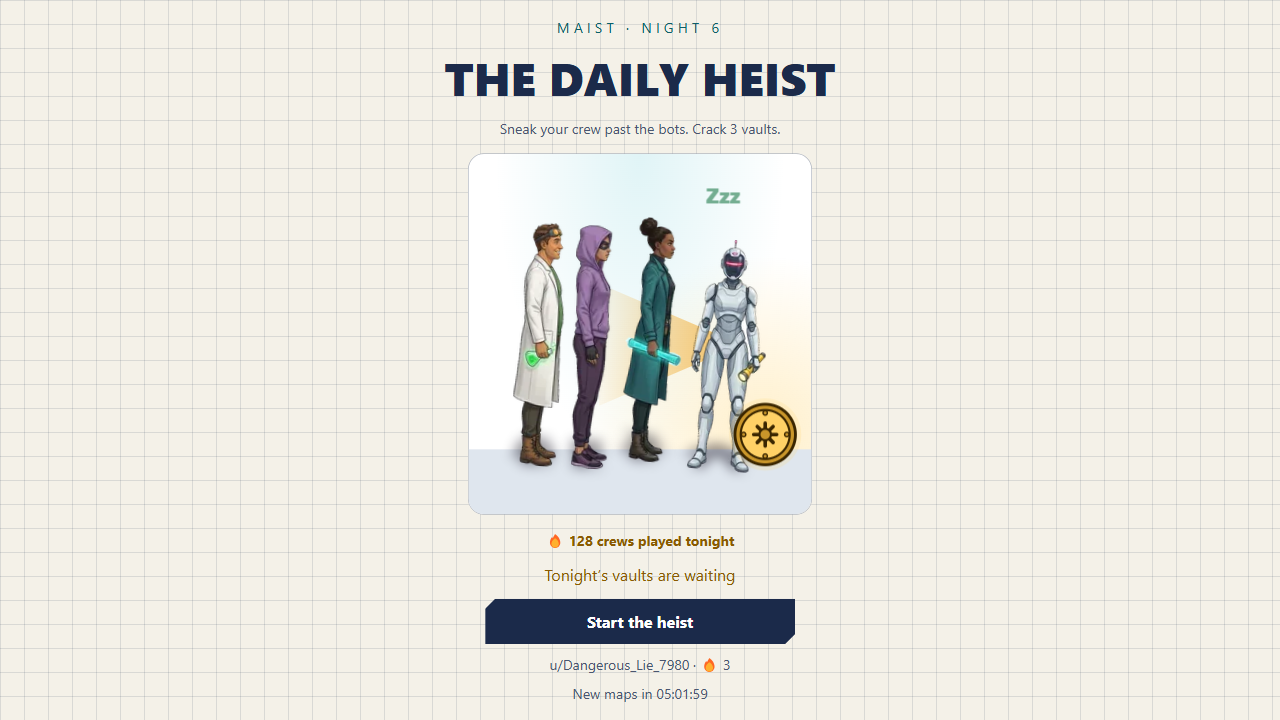 MAIST · NIGHT 6
THE DAILY HEIST
Sneak your crew past the bots. Crack 3 vaults.
Zzz
🔥 128 crews played tonight
Tonight's vaults are waiting
Start the heist
u/Dangerous_Lie_7980 · 🔥 3
New maps in 05:01:59